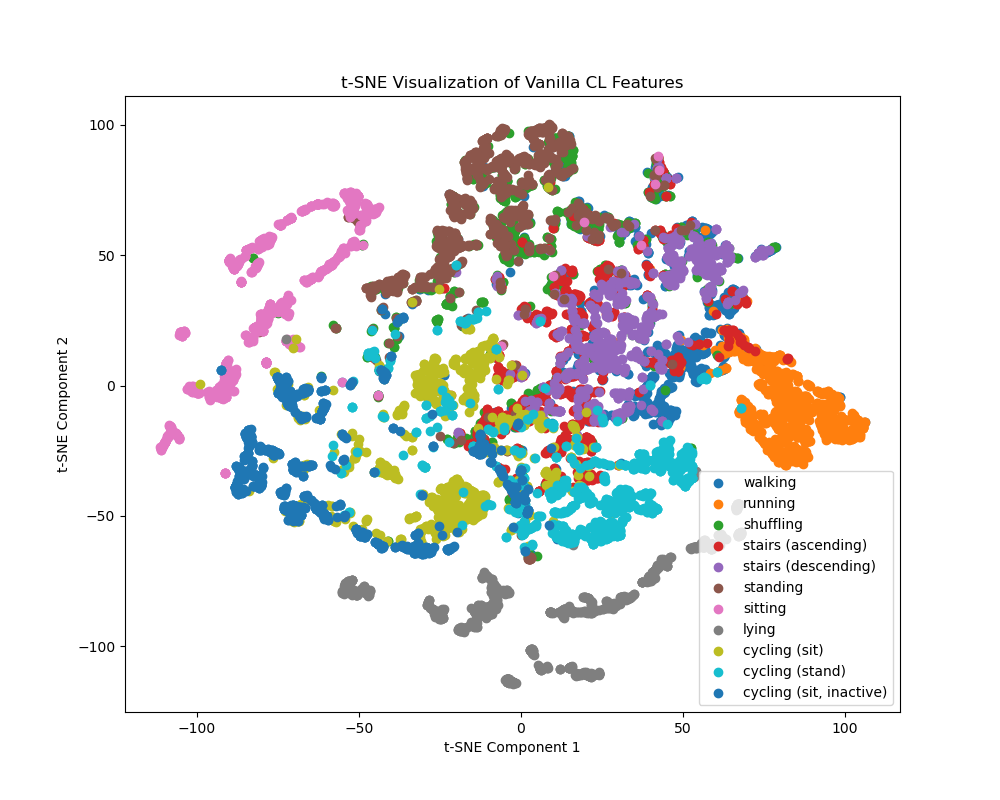 t-SNE Visualization of Vanilla CL Features
100
50
0
−50
−100
t-SNE Component 2
−100
−50
0
50
100
t-SNE Component 1
walking
running
shuffling
stairs (ascending)
stairs (descending)
standing
sitting
lying
cycling (sit)
cycling (stand)
cycling (sit, inactive)